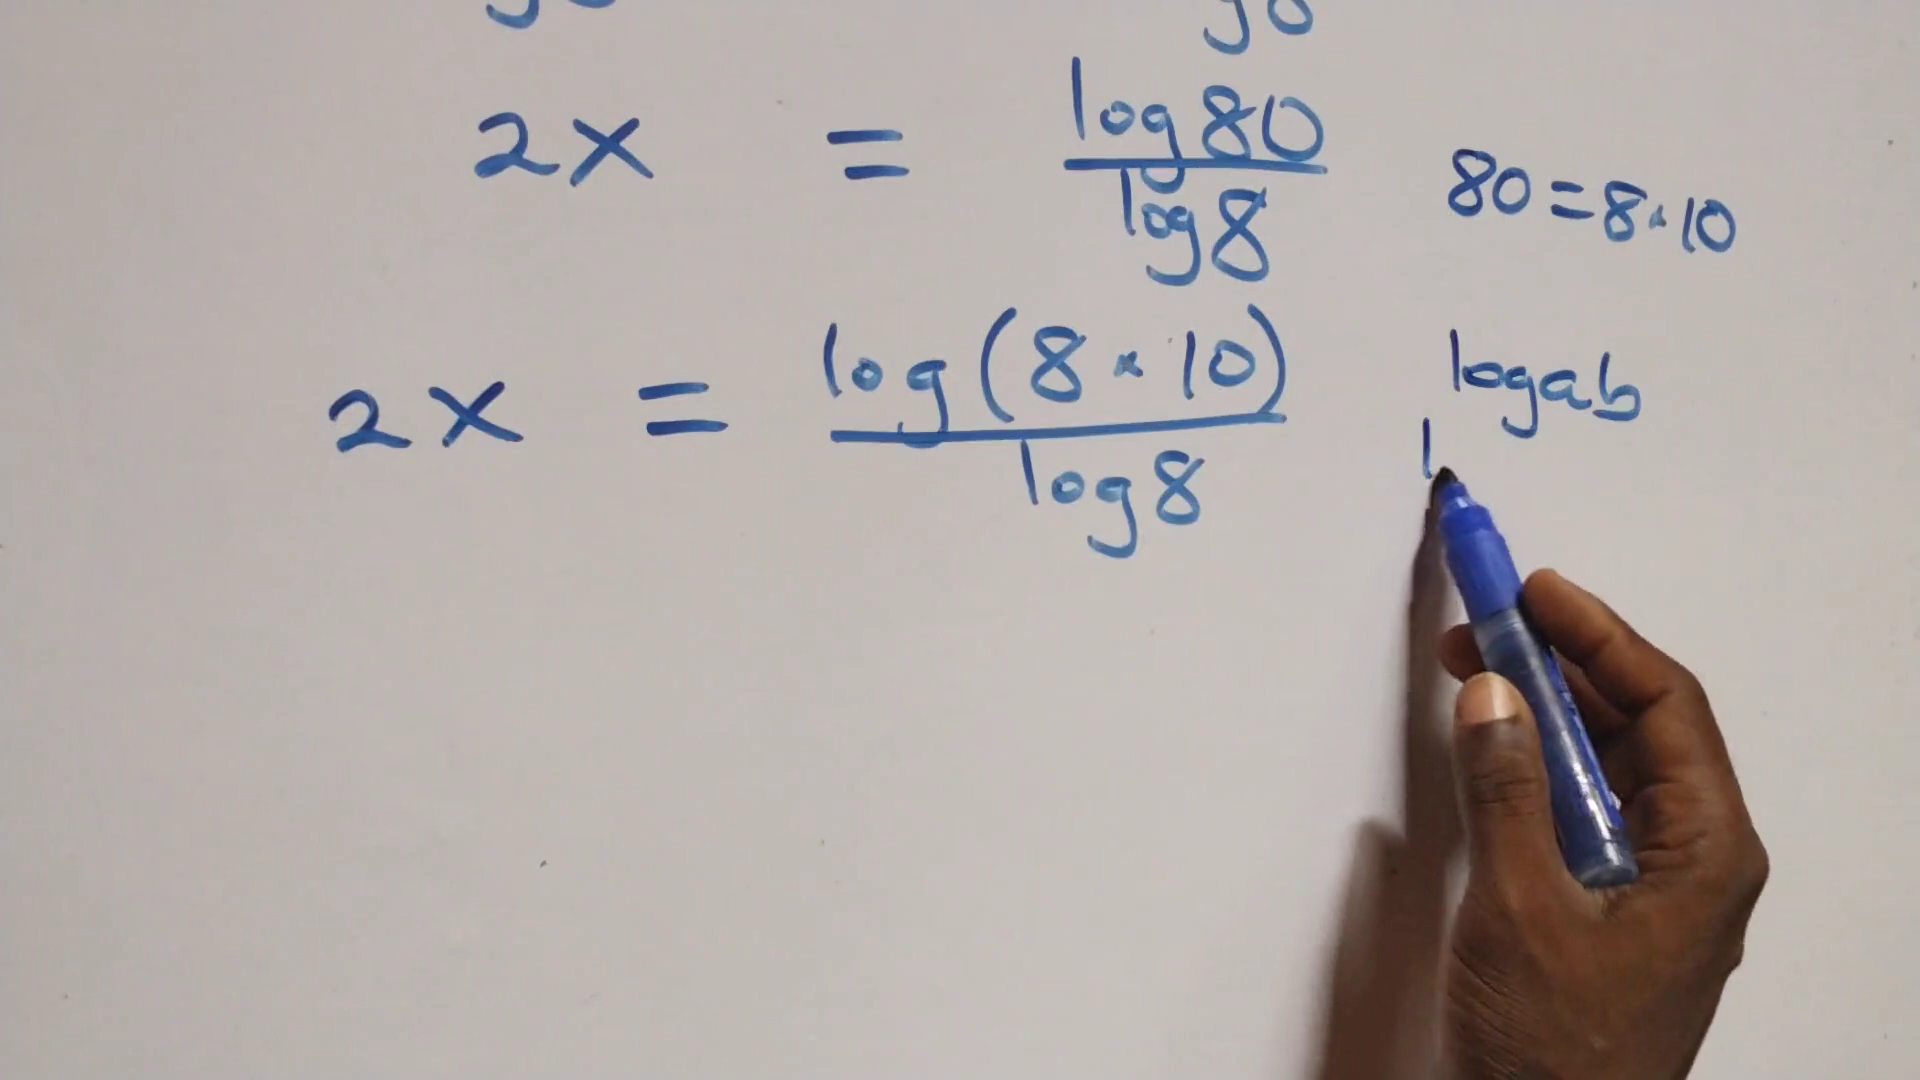 2x = log80/log8
80=8×10
2x = log(8×10)/log8
logab
l